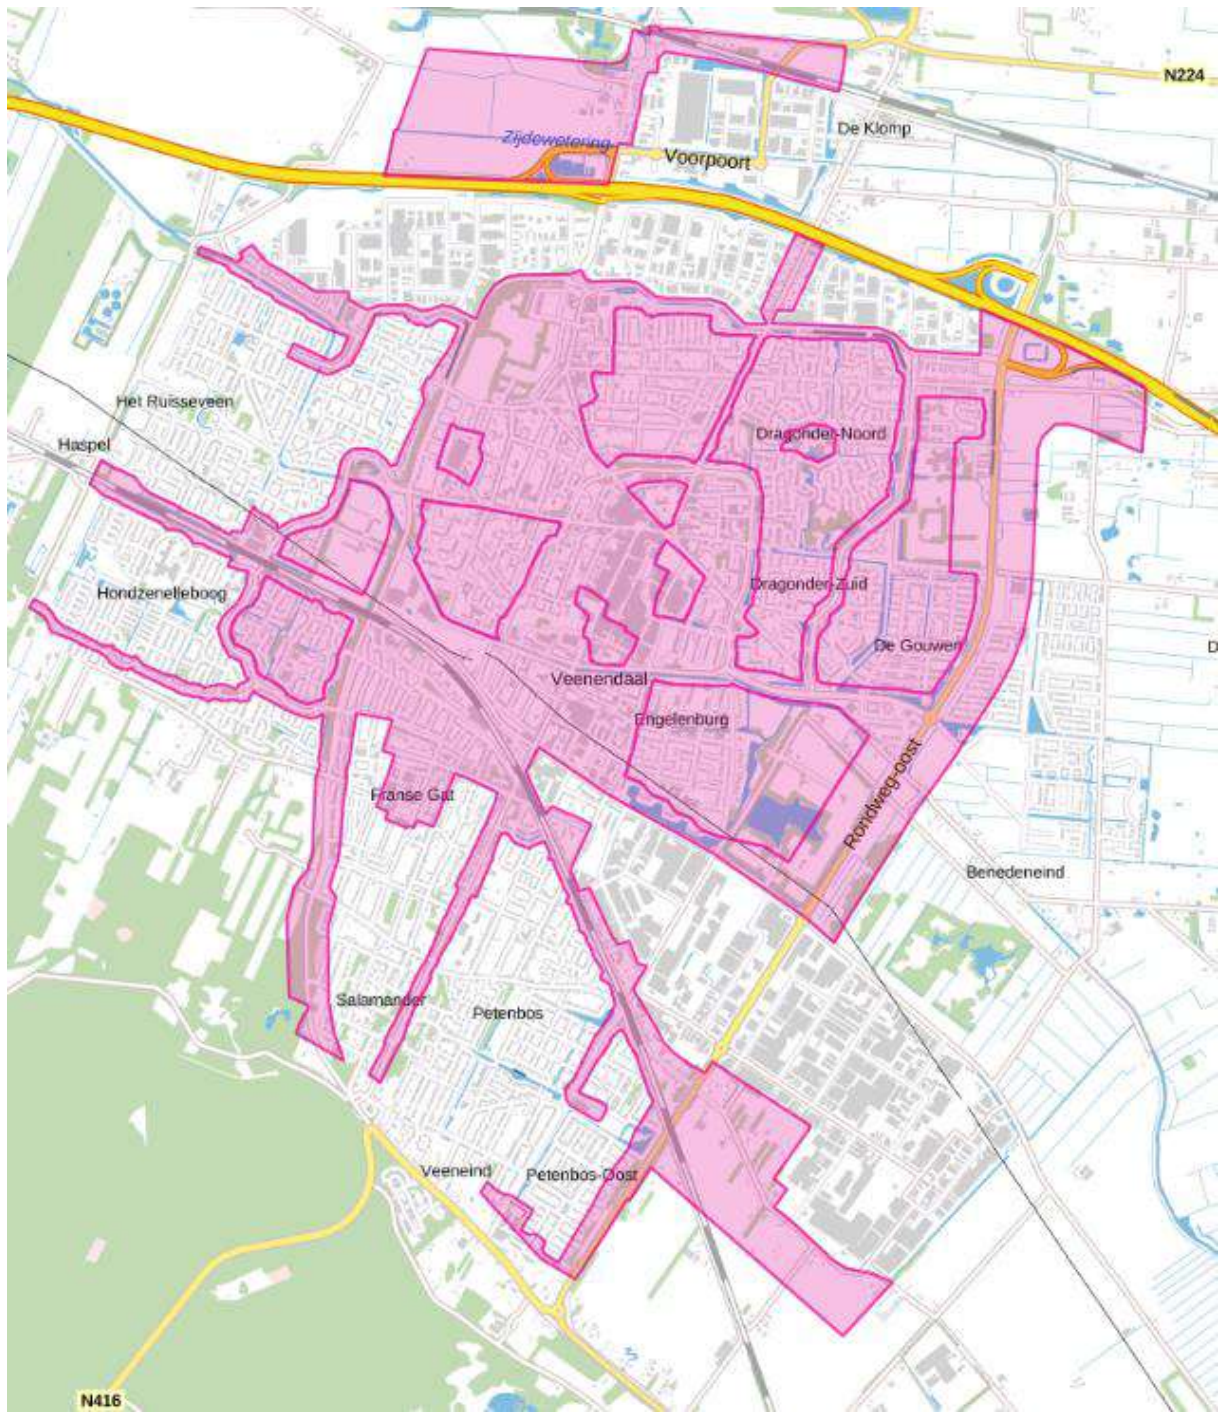 N224
De Klomp
Zijdewetering
Voorpoort
Het Ruisseveen
Dragonder-Noord
Haspel
Hondzenelleboog
Dragonder-Zuid
De Gouwen
D
Veenendaal
Engelenburg
Rondweg-oost
Franse Gat
Benedeneind
Salamander
Petenbos
Veeneind
Petenbos-Oost
N416